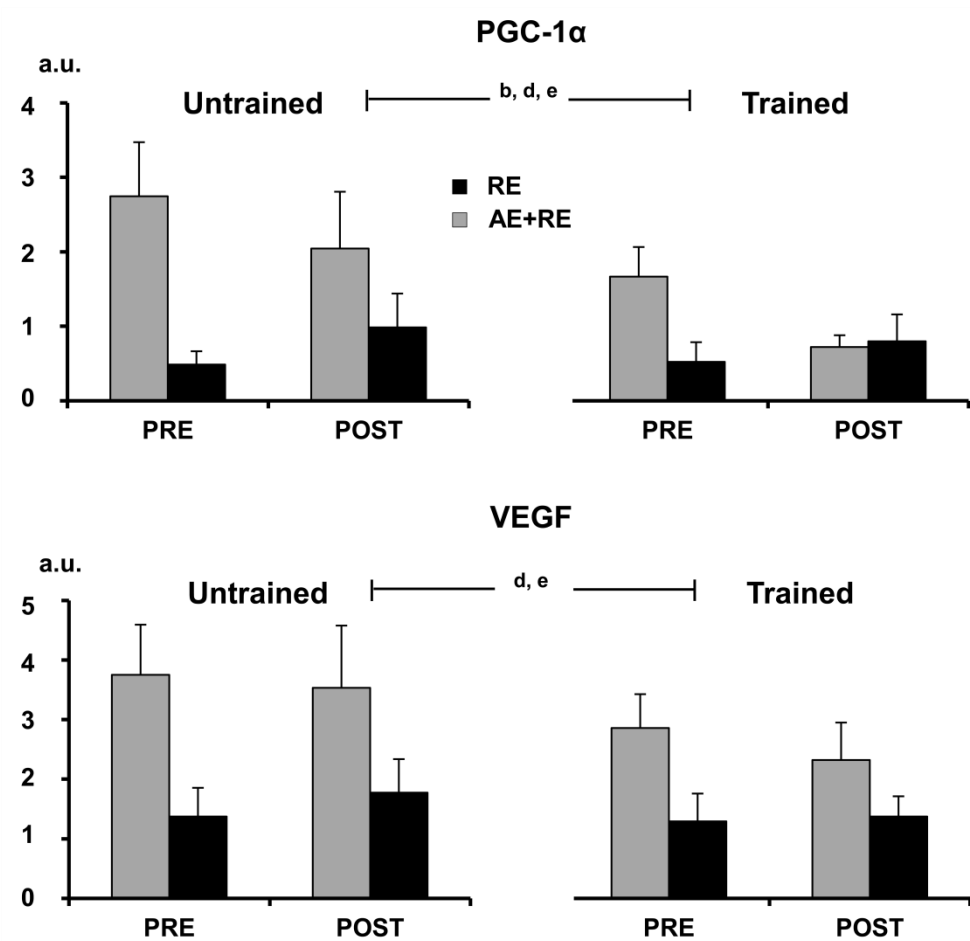 PGC-1α
a.u.
Untrained
b, d, e
Trained
4
3
2
1
0
RE
AE+RE
PRE
POST
PRE
POST
VEGF
a.u.
Untrained
d, e
Trained
5
4
3
2
1
0
PRE
POST
PRE
POST